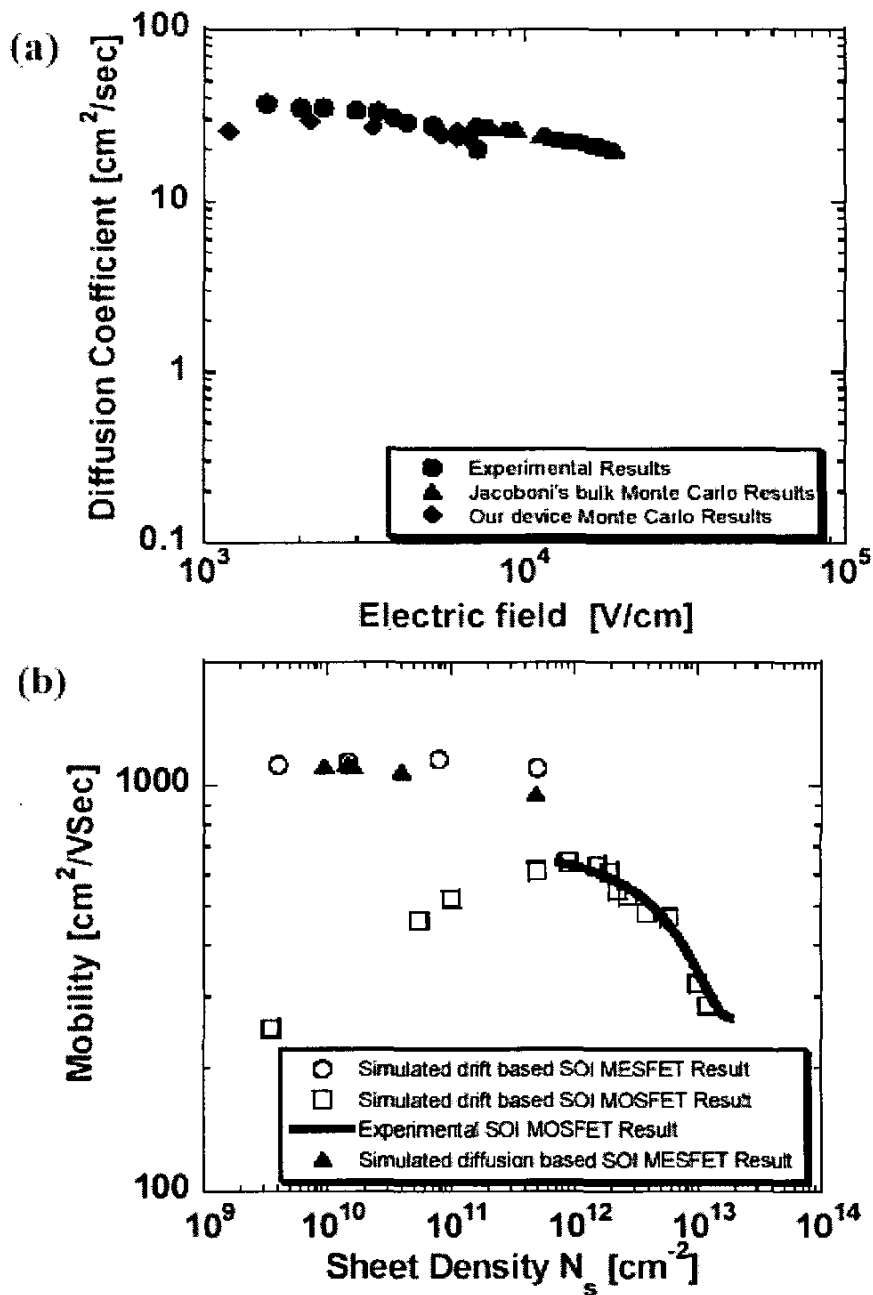 (a)
100
10
1
0.1
Diffusion Coefficient [cm²/sec]
Experimental Results
Jacoboni's bulk Monte Carlo Results
Our device Monte Carlo Results
10³ 10⁴ 10⁵
Electric field [V/cm]
(b)
1000
100
Mobility [cm²/VSec]
Simulated drift based SOI MESFET Result
Simulated drift based SOI MOSFET Result
Experimental SOI MOSFET Result
Simulated diffusion based SOI MESFET Result
10⁹ 10¹⁰ 10¹¹ 10¹² 10¹³ 10¹⁴
Sheet Density Nₛ [cm⁻²]